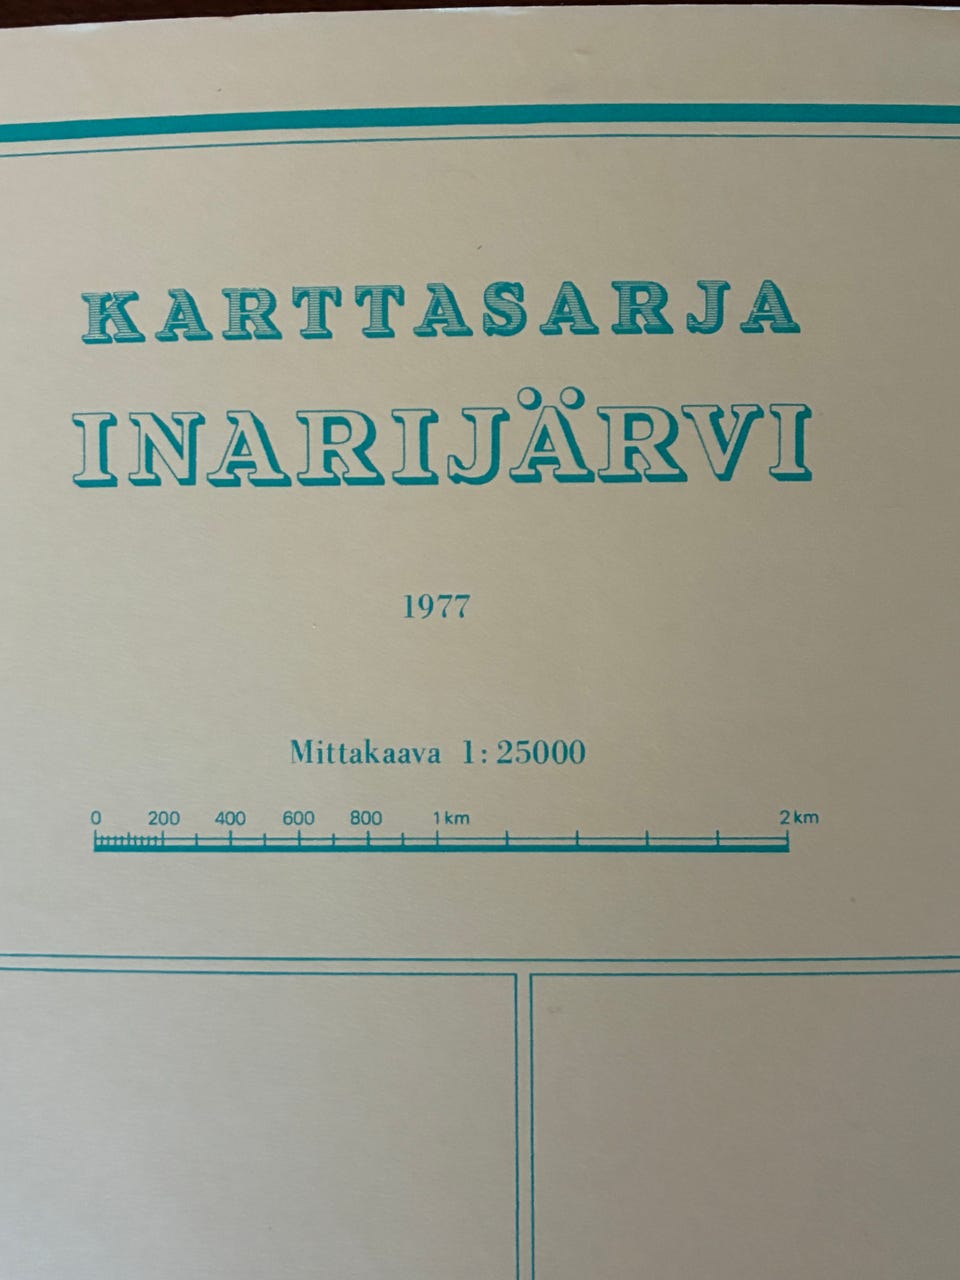 KARTTASARJA
INARIJÄRVI
1977
Mittakaava 1:25000
0 200 400 600 800 1 km 2 km